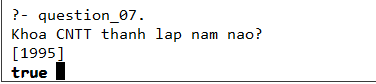 ?- question_07.
Khoa CNTT thanh lap nam nao?
[1995]
true